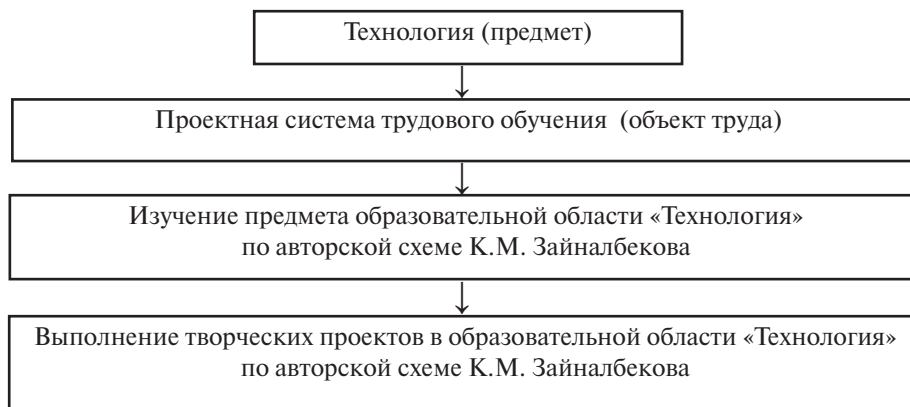 Технология (предмет)
Проектная система трудового обучения (объект труда)
Изучение предмета образовательной области «Технология»
по авторской схеме К.М. Зайналбекова
Выполнение творческих проектов в образовательной области «Технология»
по авторской схеме К.М. Зайналбекова